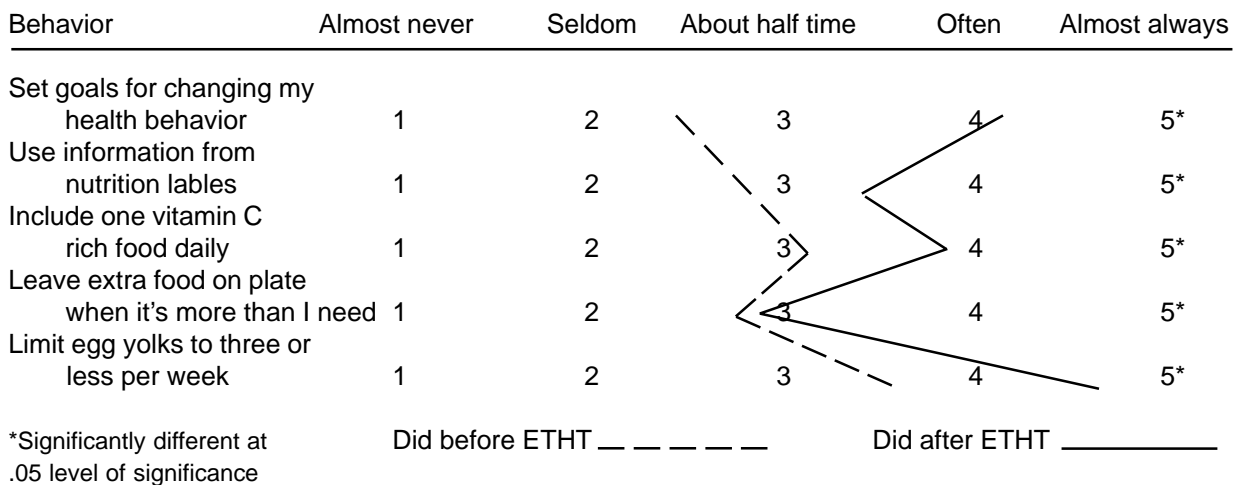 Behavior Almost never Seldom About half time Often Almost always
Set goals for changing my
health behavior 1 2 3 4 5*
Use information from
nutrition lables 1 2 3 4 5*
Include one vitamin C
rich food daily 1 2 3 4 5*
Leave extra food on plate
when it's more than I need 1 2 3 4 5*
Limit egg yolks to three or
less per week 1 2 3 4 5*
*Significantly different at Did before ETHT Did after ETHT
.05 level of significance